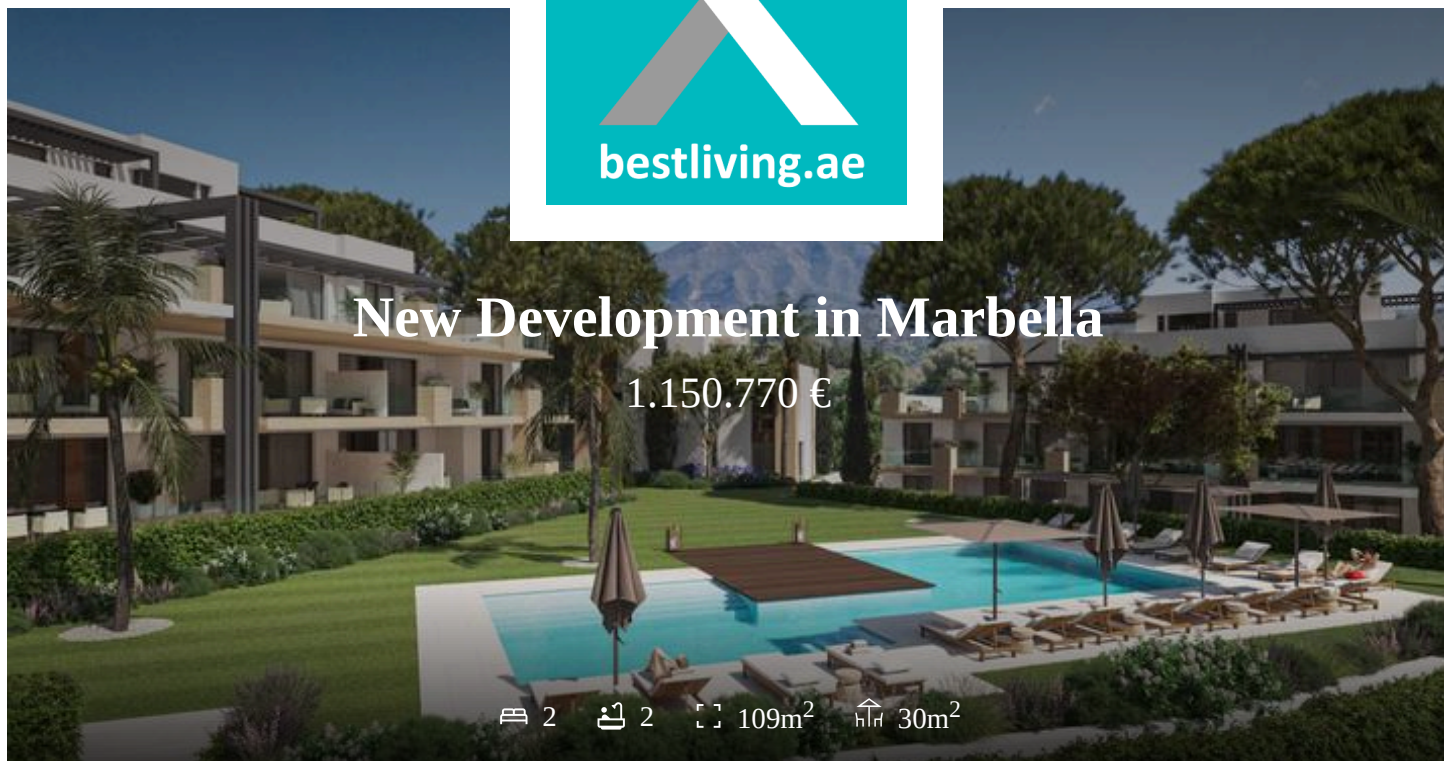 bestliving.ae
New Development in Marbella
1.150.770 €
2 2 109m² 30m²